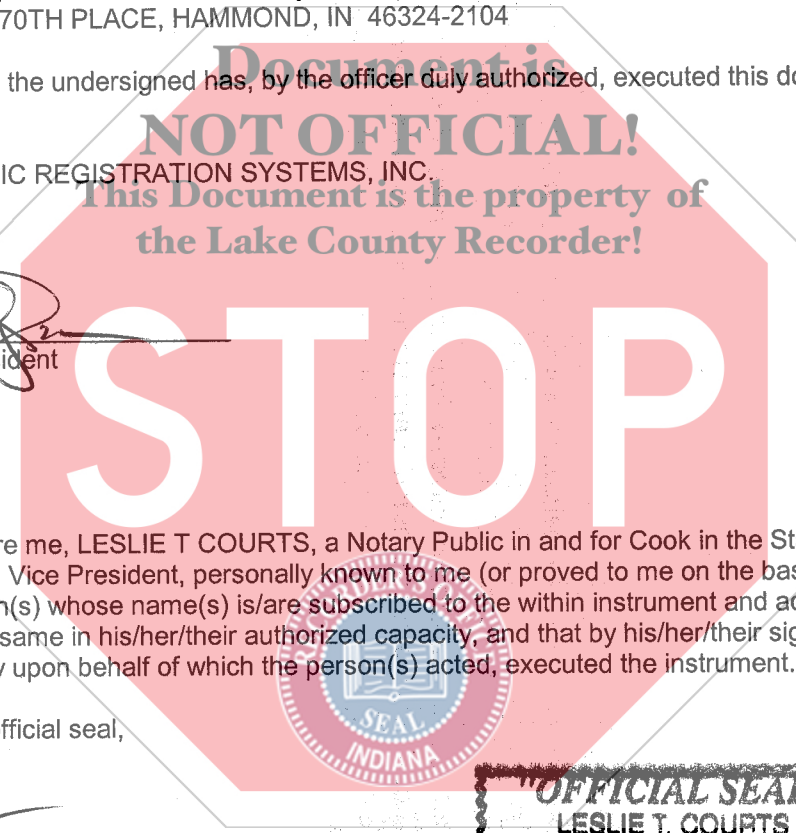 70TH PLACE, HAMMOND, IN 46324-2104
Document is
the undersigned has, by the officer duly authorized, executed this do
NOT OFFICIAL!
IC REGISTRATION SYSTEMS, INC.
This Document is the property of
the Lake County Recorder!
ident
STOP
re me, LESLIE T COURTS, a Notary Public in and for Cook in the St
Vice President, personally known to me (or proved to me on the bas
n(s) whose name(s) is/are subscribed to the within instrument and ac
same in his/her/their authorized capacity, and that by his/her/their sig
y upon behalf of which the person(s) acted, executed the instrument.
RECORDER'S OFFICE
SEAL
INDIANA
fficial seal,
"OFFICIAL SEAL
LESLIE T. COURTS